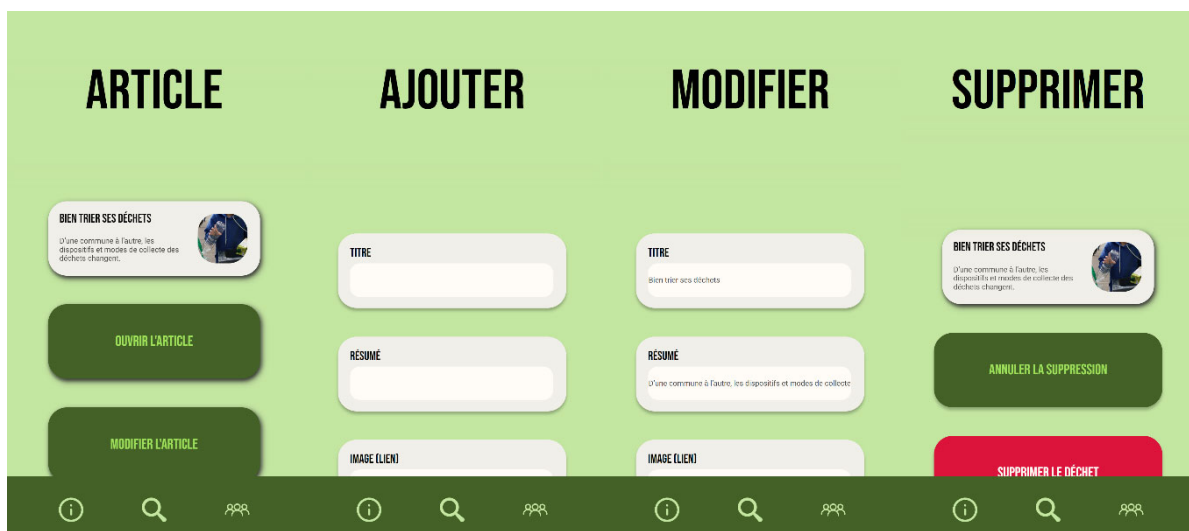 ARTICLE
BIEN TRIER SES DÉCHETS
D'une commune à l'autre, les
dispositifs et modes de collecte des
déchets changent.
OUVRIR L'ARTICLE
MODIFIER L'ARTICLE
AJOUTER
TITRE
RÉSUMÉ
IMAGE (LIEN)
MODIFIER
TITRE
Bien trier ses déchets
RÉSUMÉ
D'une commune à l'autre, les dispositifs et modes de collecte
IMAGE (LIEN)
SUPPRIMER
BIEN TRIER SES DÉCHETS
D'une commune à l'autre, les
dispositifs et modes de collecte des
déchets changent.
ANNULER LA SUPPRESSION
SUPPRIMER LE DÉCHET